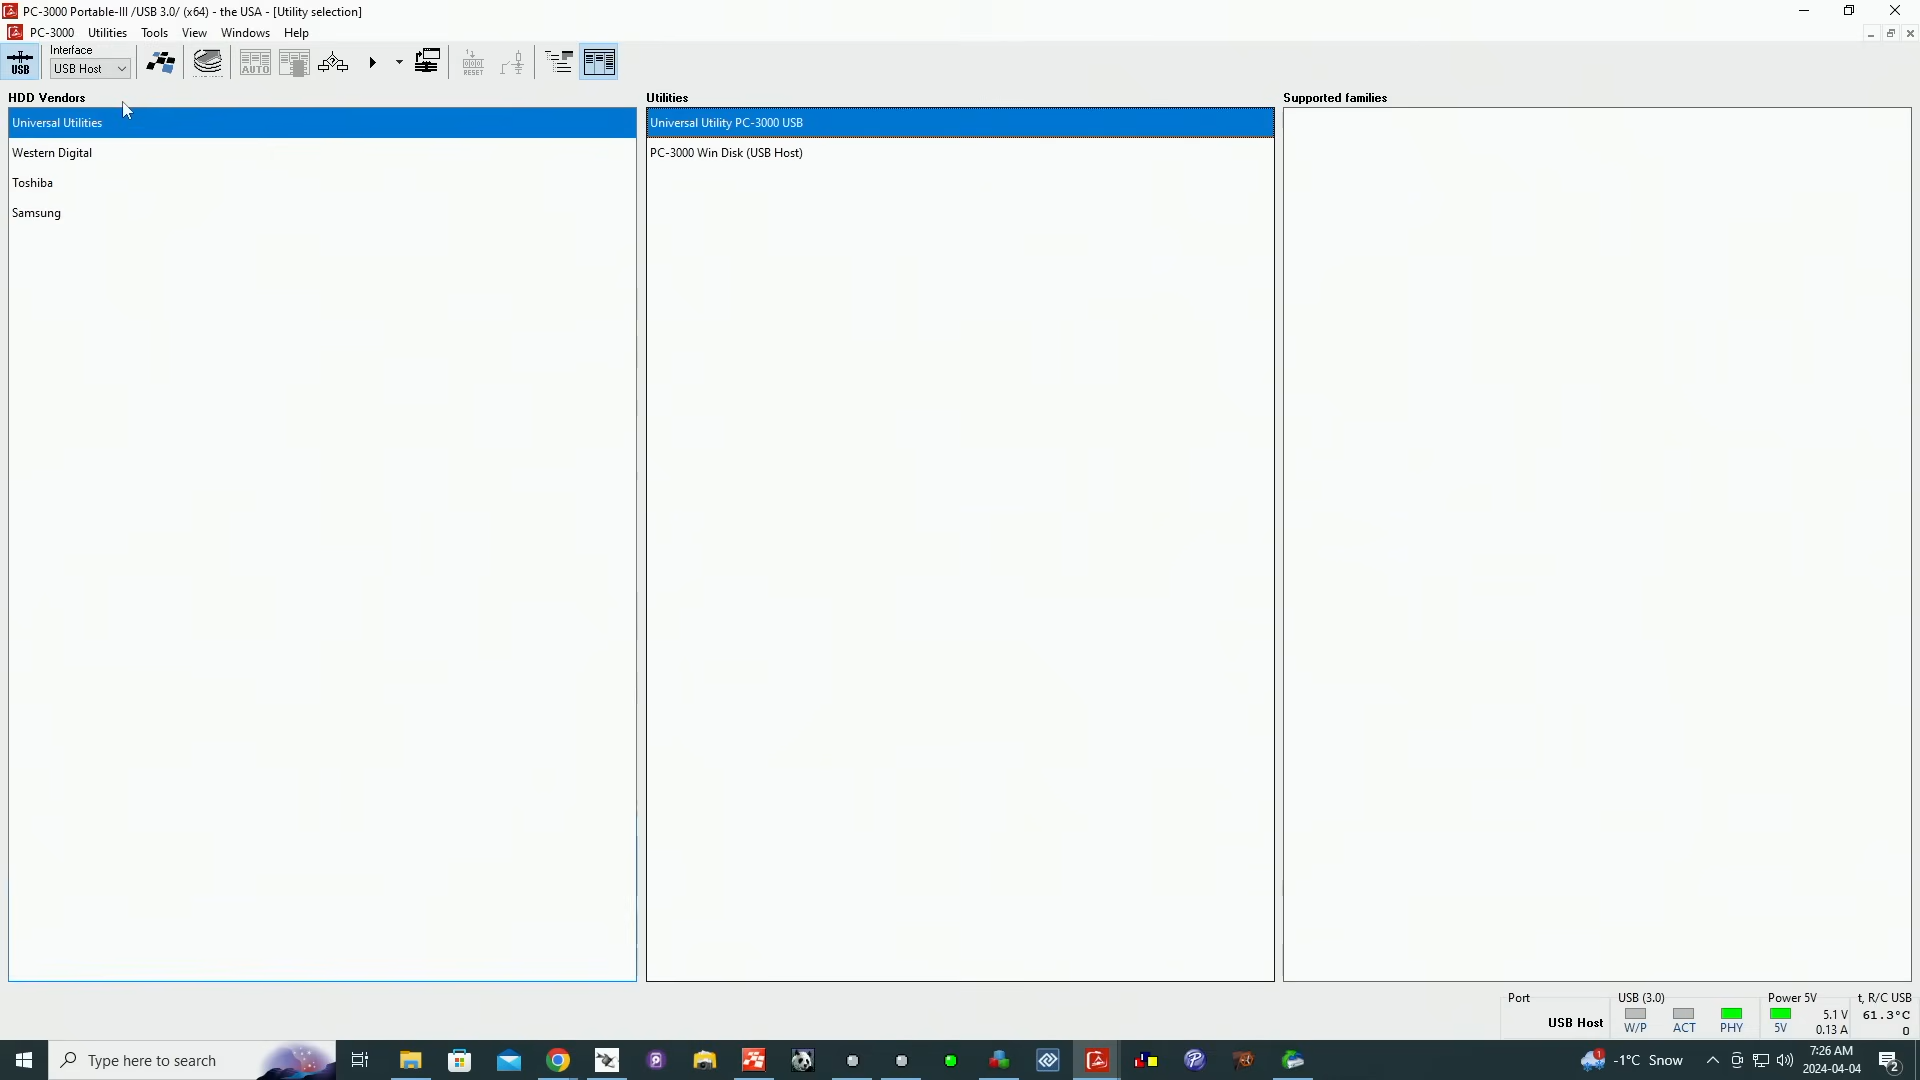 PC-3000 Portable-III /USB 3.0/ (x64) - the USA - [Utility selection]
PC-3000 Utilities Tools View Windows Help
USB
Interface
USB Host
AUTO
RESET
HDD Vendors
Universal Utilities
Western Digital
Toshiba
Samsung
Utilities
Universal Utility PC-3000 USB
PC-3000 Win Disk (USB Host)
Supported families
Port
USB Host
USB (3.0)
W/P ACT PHY
Power 5V
5V
5.1 V
0.13 A
t, R/C USB
61.3°C
0
Type here to search
1
-1°C Snow
7:26 AM
2024-04-04
2